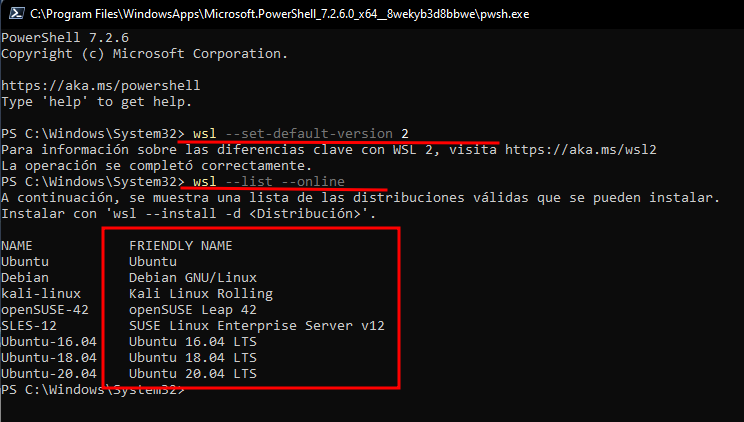 C:\Program Files\WindowsApps\Microsoft.PowerShell_7.2.6.0_x64__8wekyb3d8bbwe\pwsh.exe
PowerShell 7.2.6
Copyright (c) Microsoft Corporation.
https://aka.ms/powershell
Type 'help' to get help.
PS C:\Windows\System32> wsl --set-default-version 2
Para información sobre las diferencias clave con WSL 2, visita https://aka.ms/wsl2
La operación se completó correctamente.
PS C:\Windows\System32> wsl --list --online
A continuación, se muestra una lista de las distribuciones válidas que se pueden instalar.
Instalar con 'wsl --install -d <Distribución>'.
NAME FRIENDLY NAME
Ubuntu Ubuntu
Debian Debian GNU/Linux
kali-linux Kali Linux Rolling
openSUSE-42 openSUSE Leap 42
SLES-12 SUSE Linux Enterprise Server v12
Ubuntu-16.04 Ubuntu 16.04 LTS
Ubuntu-18.04 Ubuntu 18.04 LTS
Ubuntu-20.04 Ubuntu 20.04 LTS
PS C:\Windows\System32>